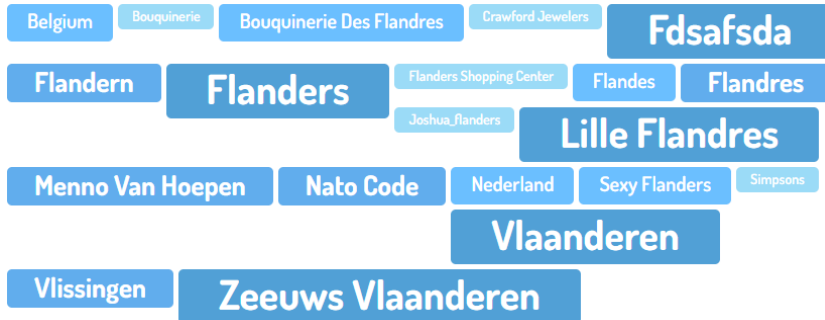 Belgium Bouquinerie Bouquinerie Des Flandres Crawford Jewelers Fdsafsda
Flandern Flanders Flanders Shopping Center Flandes Flandres
Joshua_flanders Lille Flandres
Menno Van Hoepen Nato Code Nederland Sexy Flanders Simpsons
Vlaanderen
Vlissingen Zeeuws Vlaanderen